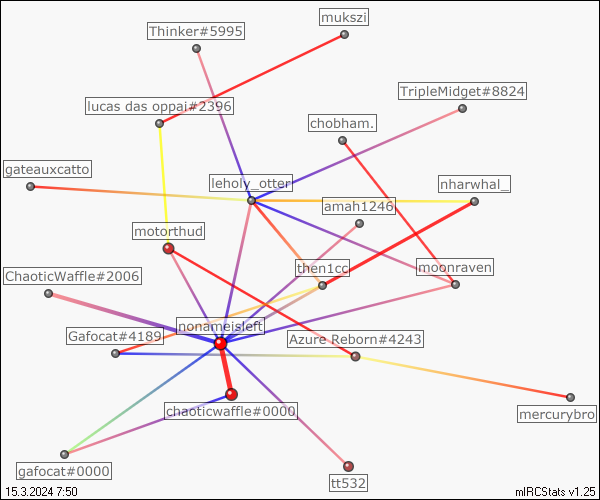 Thinker#5995
mukszi
TripleMidget#8824
lucas das oppai#2396
chobham.
gateauxcatto
leholy_otter
nharwhal_
amah1246
motorthud
ChaoticWaffle#2006
then1cc
moonraven
nonameisleft
Gafocat#4189
Azure Reborn#4243
chaoticwaffle#0000
mercurybro
gafocat#0000
tt532
15.3.2024 7:50
mIRCStats v1.25